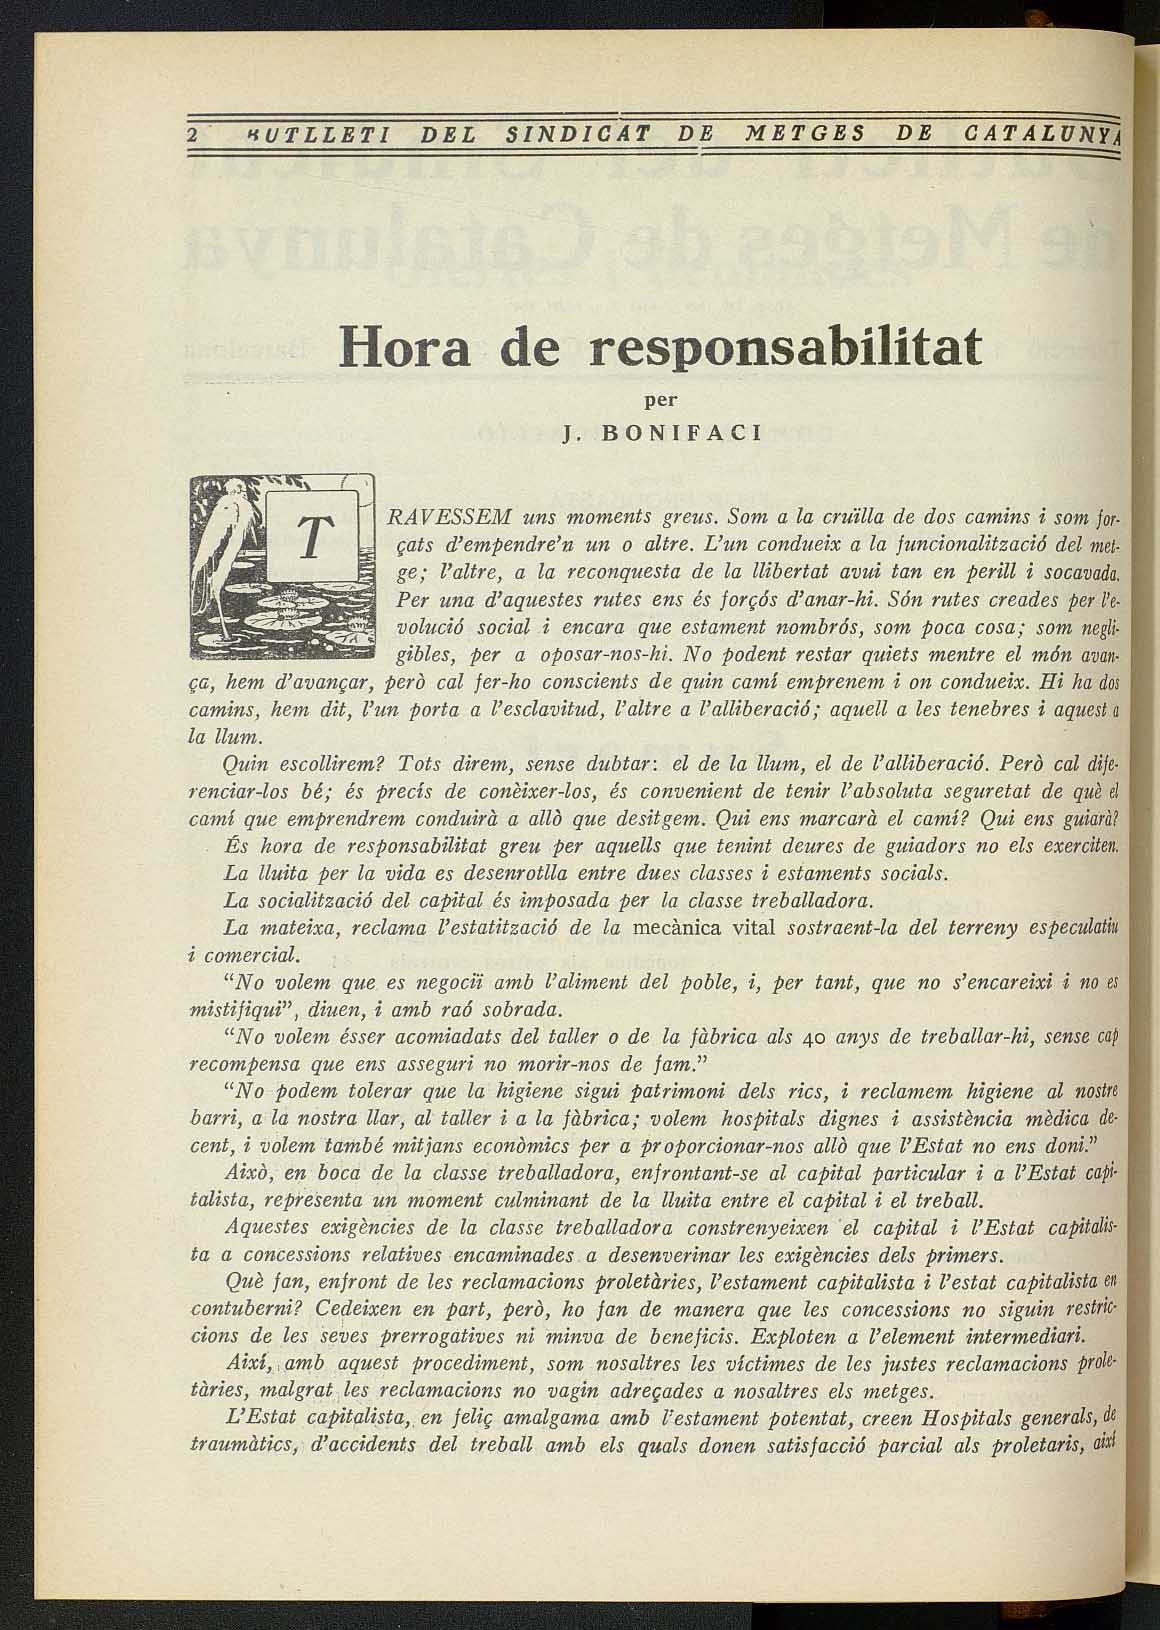 2 BUTLLETI DEL SINDICAT DE METGES DE CATALUNYA
Hora de responsabilitat
per
J. BONIFACI
TRAVESSEM uns moments greus. Som a la cruïlla de dos camins i som for-
çats d'empendre'n un o altre. L'un condueix a la funcionalització del met-
ge; l'altre, a la reconquesta de la llibertat avui tan en perill i socavada.
Per una d'aquestes rutes ens és forçós d'anar-hi. Són rutes creades per l'e-
volució social i encara que estament nombrós, som poca cosa; som negli-
gibles, per a oposar-nos-hi. No podent restar quiets mentre el món avan-
ça, hem d'avançar, però cal fer-ho conscients de quin camí emprenem i on condueix. Hi ha dos
camins, hem dit, l'un porta a l'esclavitud, l'altre a l'alliberació; aquell a les tenebres i aquest a
la llum.
Quin escollirem? Tots direm, sense dubtar: el de la llum, el de l'alliberació. Però cal dife-
renciar-los bé; és precís de conèixer-los, és convenient de tenir l'absoluta seguretat de què el
camí que emprendrem conduirà a allò que desitgem. Qui ens marcarà el camí? Qui ens guiarà?
És hora de responsabilitat greu per aquells que tenint deures de guiadors no els exerciten.
La lluita per la vida es desenrotlla entre dues classes i estaments socials.
La socialització del capital és imposada per la classe treballadora.
La mateixa, reclama l'estatització de la mecànica vital sostraent-la del terreny especulatiu
i comercial.
"No volem que es negociï amb l'aliment del poble, i, per tant, que no s'encareixi i no es
mistifiqui", diuen, i amb raó sobrada.
"No volem ésser acomiadats del taller o de la fàbrica als 40 anys de treballar-hi, sense cap
recompensa que ens asseguri no morir-nos de fam."
"No podem tolerar que la higiene sigui patrimoni dels rics, i reclamem higiene al nostre
barri, a la nostra llar, al taller i a la fàbrica; volem hospitals dignes i assistència mèdica de-
cent, i volem també mitjans econòmics per a proporcionar-nos allò que l'Estat no ens doni."
Això, en boca de la classe treballadora, enfrontant-se al capital particular i a l'Estat capi-
talista, representa un moment culminant de la lluita entre el capital i el treball.
Aquestes exigències de la classe treballadora constrenyeixen el capital i l'Estat capitalis-
ta a concessions relatives encaminades a desenverinar les exigències dels primers.
Què fan, enfront de les reclamacions proletàries, l'estament capitalista i l'estat capitalista en
contuberni? Cedeixen en part, però, ho fan de manera que les concessions no siguin restric-
cions de les seves prerrogatives ni minva de beneficis. Exploten a l'element intermediari.
Així, amb aquest procediment, som nosaltres les víctimes de les justes reclamacions prole-
tàries, malgrat les reclamacions no vagin adreçades a nosaltres els metges.
L'Estat capitalista, en feliç amalgama amb l'estament potentat, creen Hospitals generals, de
traumàtics, d'accidents del treball amb els quals donen satisfacció parcial als proletaris, així